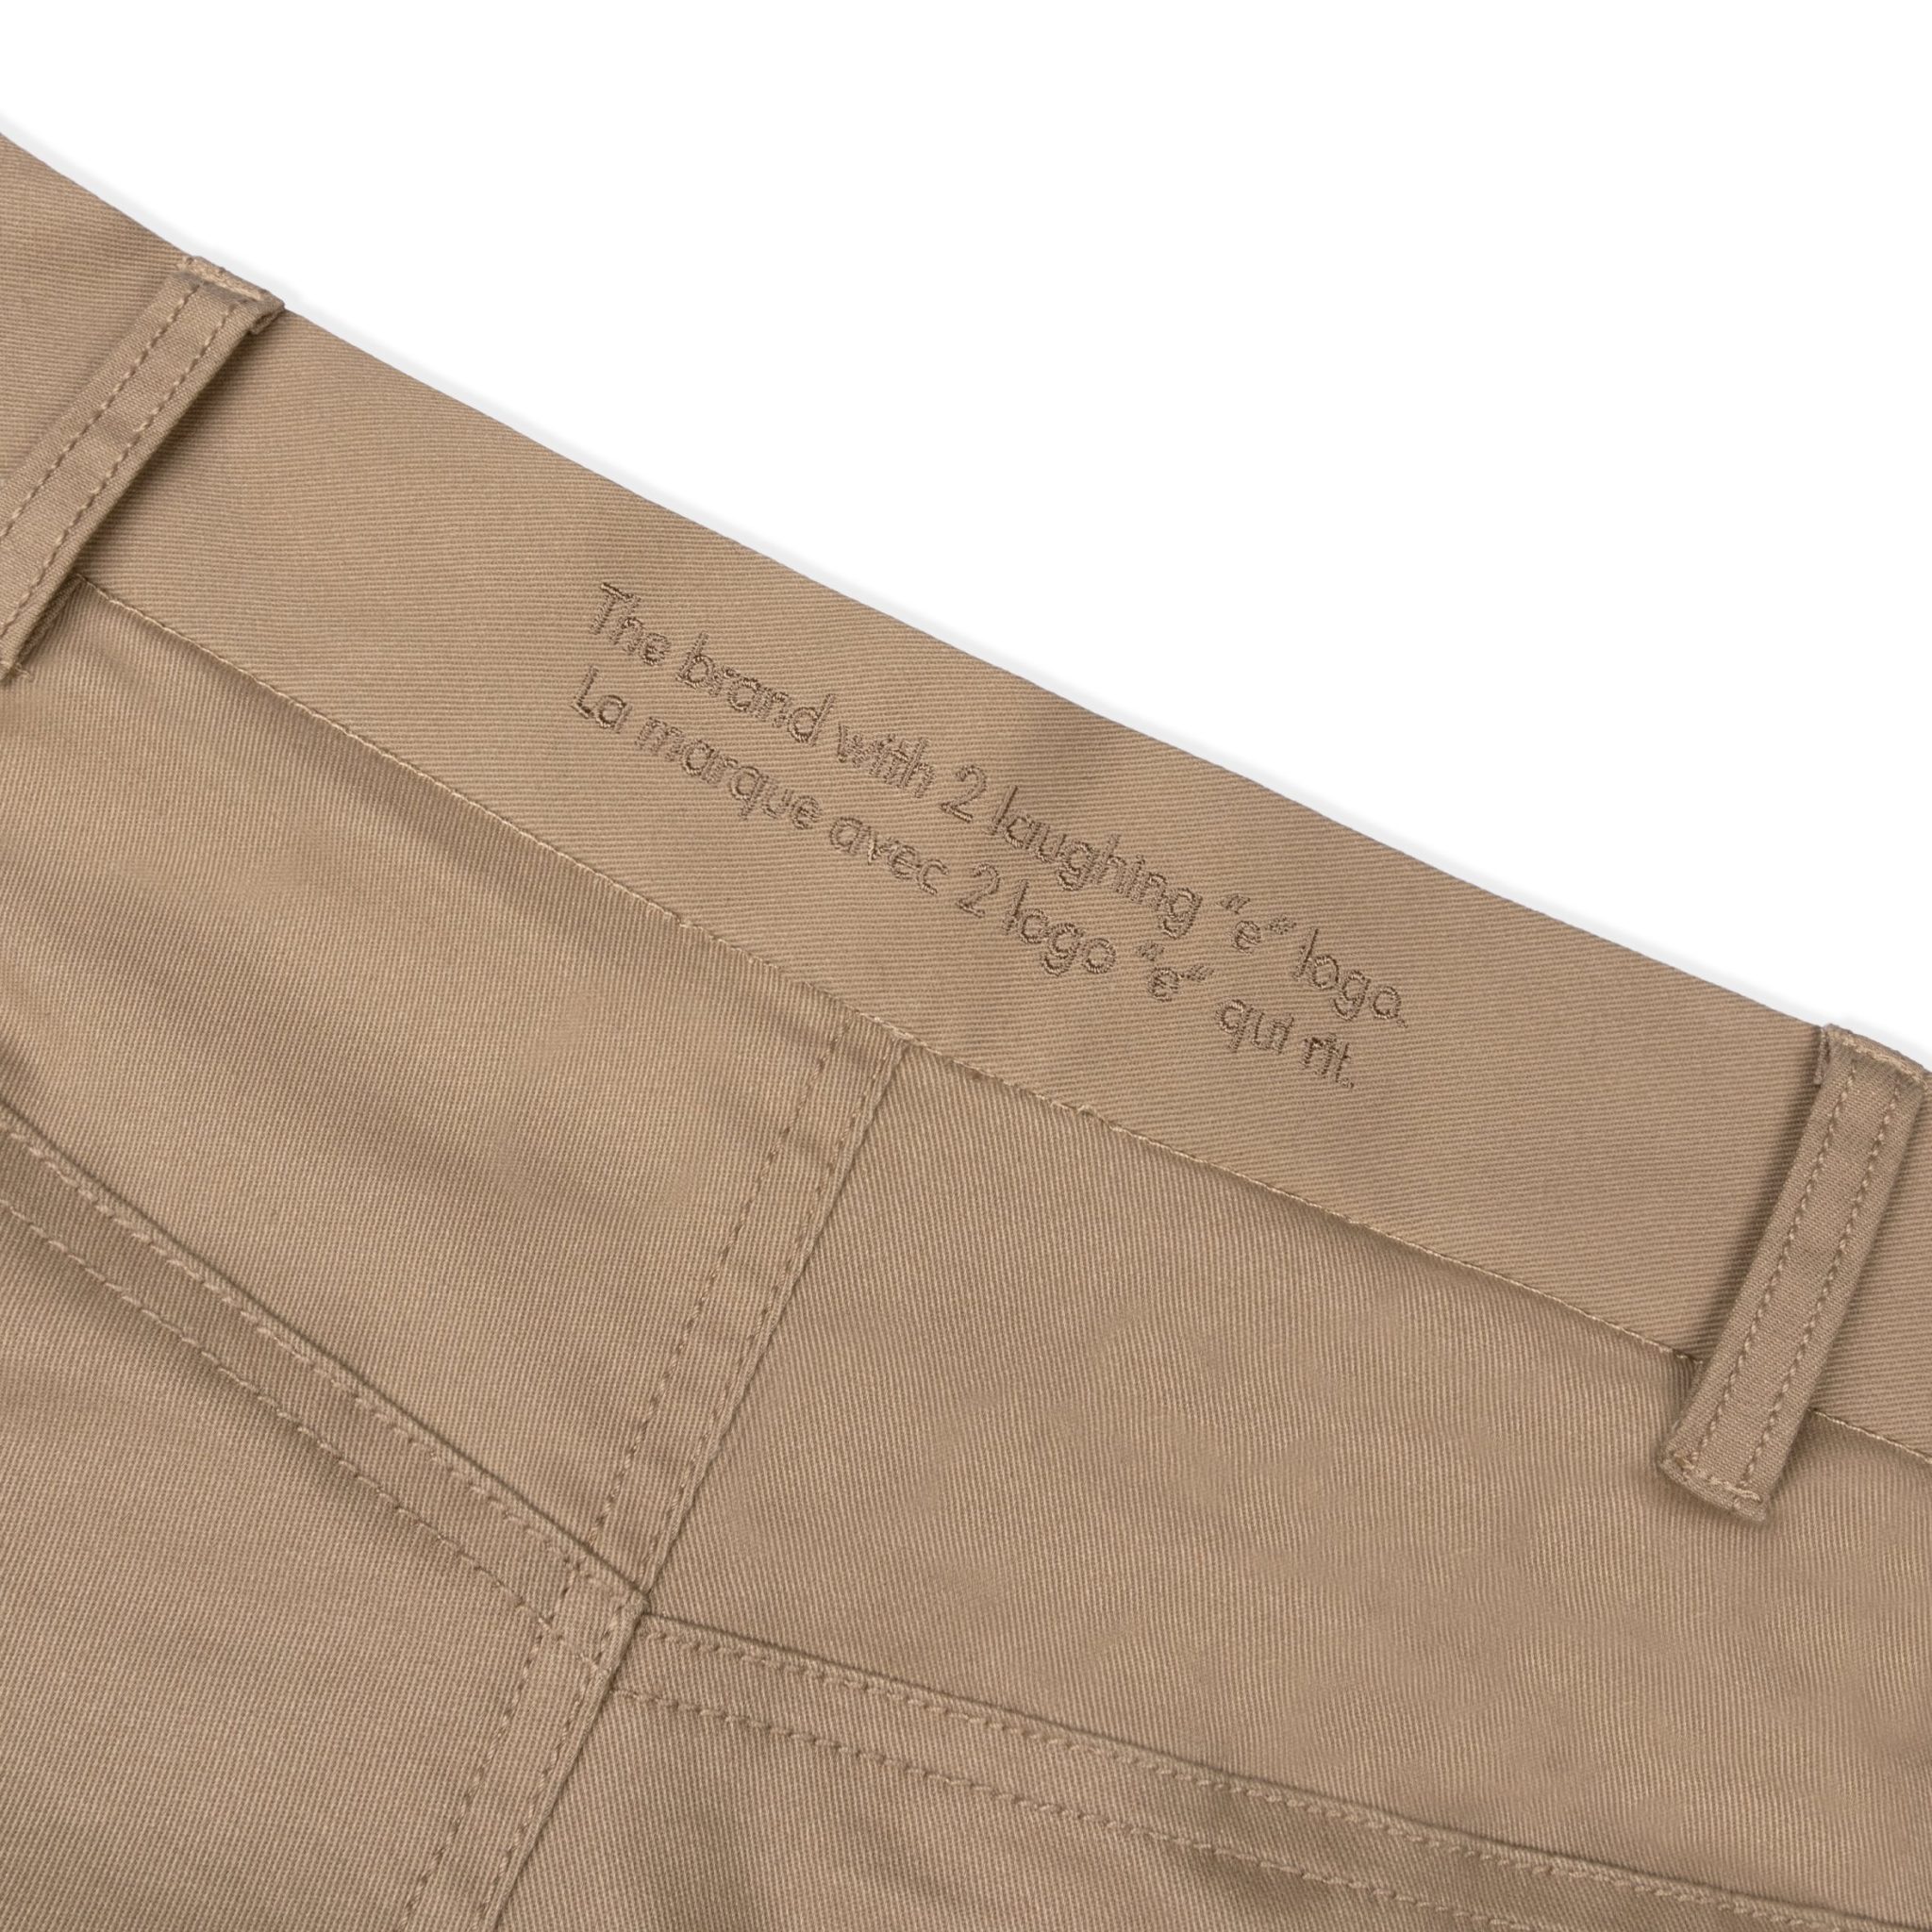 The brand with 2 laughing “e” logo.
La marque avec 2 logo “e” qui rit.